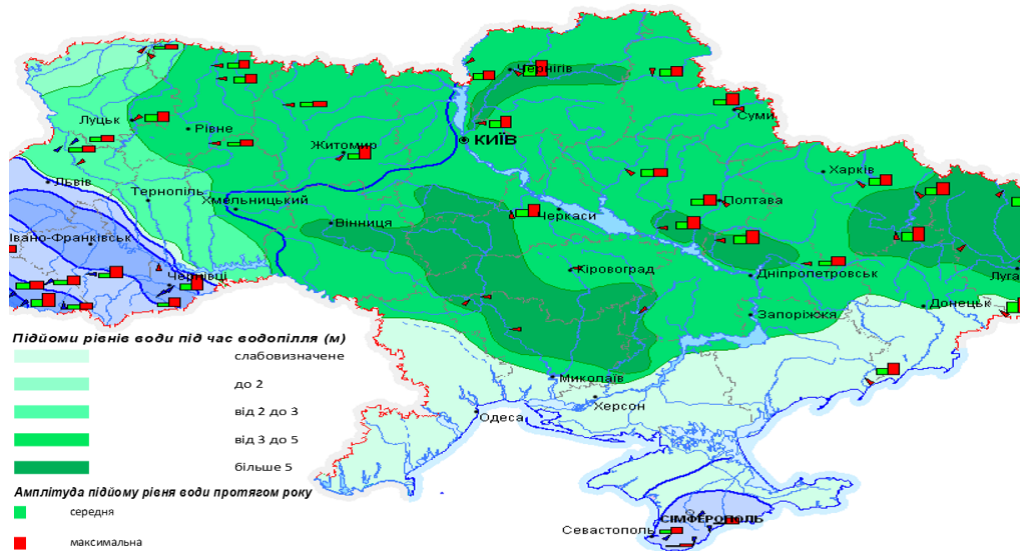 Чернігів
Суми
Луцьк
Рівне
КИЇВ
Житомир
Харків
Львів
Тернопіль
Хмельницький
Полтава
Черкаси
Вінниця
Івано-Франківськ
Чернівці
Кіровоград
Дніпропетровськ
Луга
Донецьк
Запоріжжя
Підйоми рівнів води під час водопілля (м)
слабовизначене
до 2
від 2 до 3
від 3 до 5
більше 5
Миколаїв
Херсон
Одеса
Амплітуда підйому рівня води протягом року
середня
максимальна
СІМФЕРОПОЛЬ
Севастополь